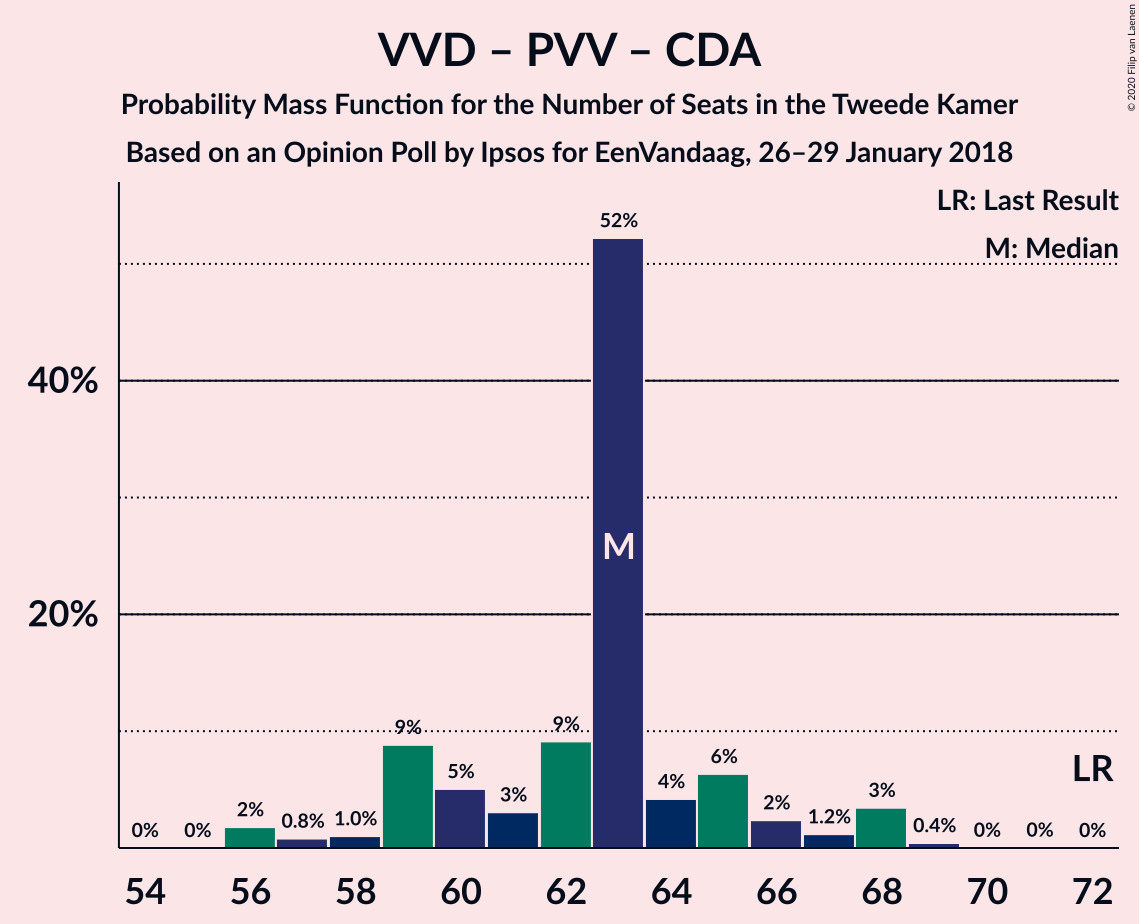 VVD – PVV – CDA
Probability Mass Function for the Number of Seats in the Tweede Kamer
Based on an Opinion Poll by Ipsos for EenVandaag, 26–29 January 2018
© 2020 Filip van Laenen
LR: Last Result
M: Median
40%
20%
0% 0% 2% 0.8% 1.0% 9% 5% 3% 9% 52% 4% 6% 2% 1.2% 3% 0.4% 0% 0% 0%
M
LR
54 56 58 60 62 64 66 68 70 72